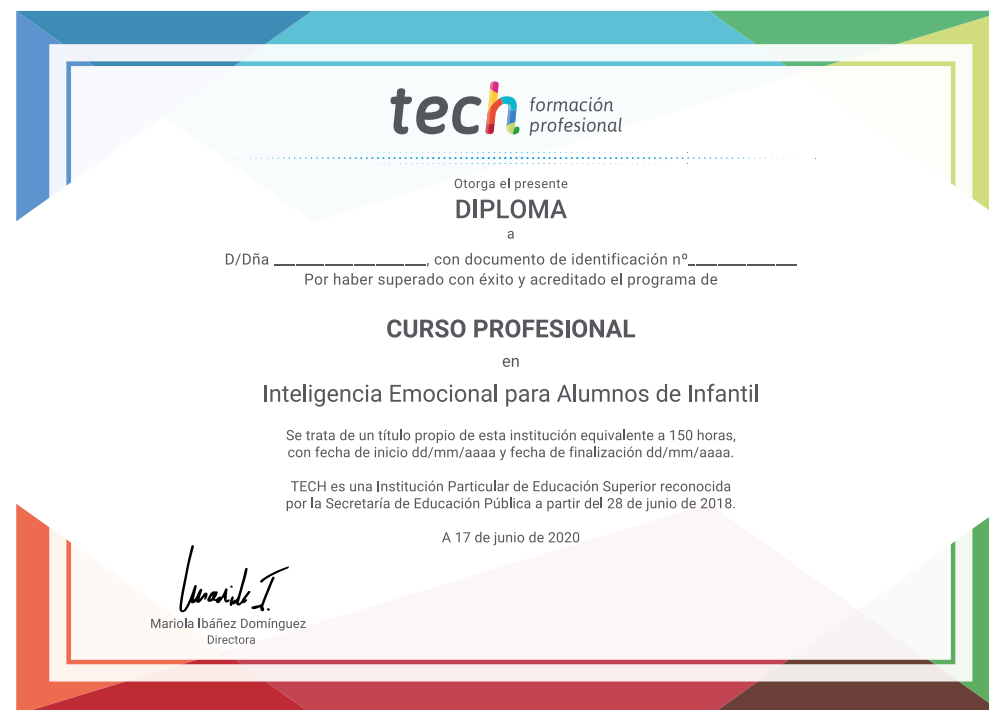 tech formación
profesional
Otorga el presente
DIPLOMA
a
D/Dña ______________, con documento de identificación nº__________
Por haber superado con éxito y acreditado el programa de
CURSO PROFESIONAL
en
Inteligencia Emocional para Alumnos de Infantil
Se trata de un título propio de esta institución equivalente a 150 horas,
con fecha de inicio dd/mm/aaaa y fecha de finalización dd/mm/aaaa.
TECH es una Institución Particular de Educación Superior reconocida
por la Secretaría de Educación Pública a partir del 28 de junio de 2018.
A 17 de junio de 2020
Mariola I.
Mariola Ibáñez Domínguez
Directora